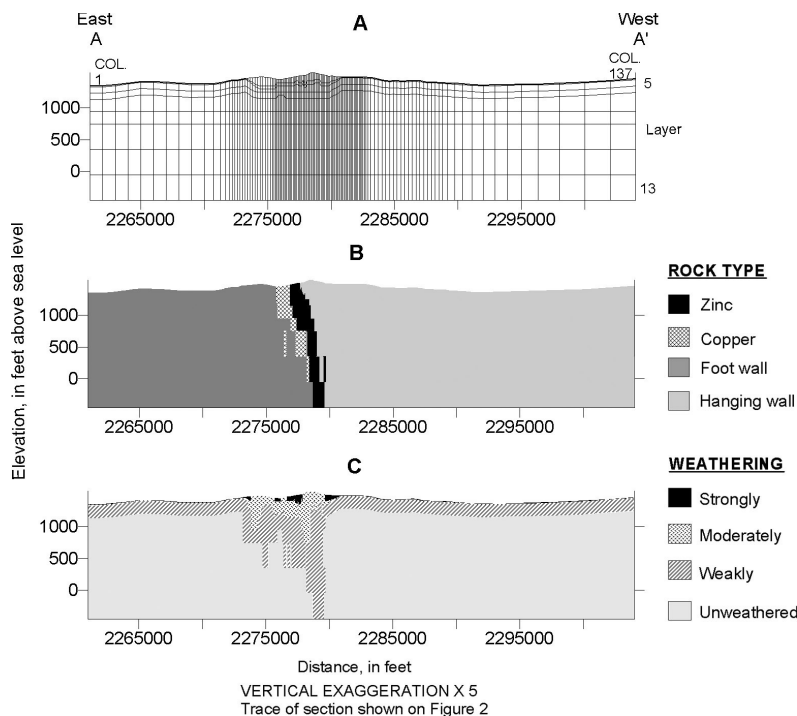 A
East
A
West
A'
COL.
1
COL.
137
5
1000
500
0
Layer
13
2265000 2275000 2285000 2295000
B
1000
500
0
2265000 2275000 2285000 2295000
ROCK TYPE
Zinc
Copper
Foot wall
Hanging wall
Elevation, in feet above sea level
C
1000
500
0
2265000 2275000 2285000 2295000
WEATHERING
Strongly
Moderately
Weakly
Unweathered
Distance, in feet
VERTICAL EXAGGERATION X 5
Trace of section shown on Figure 2